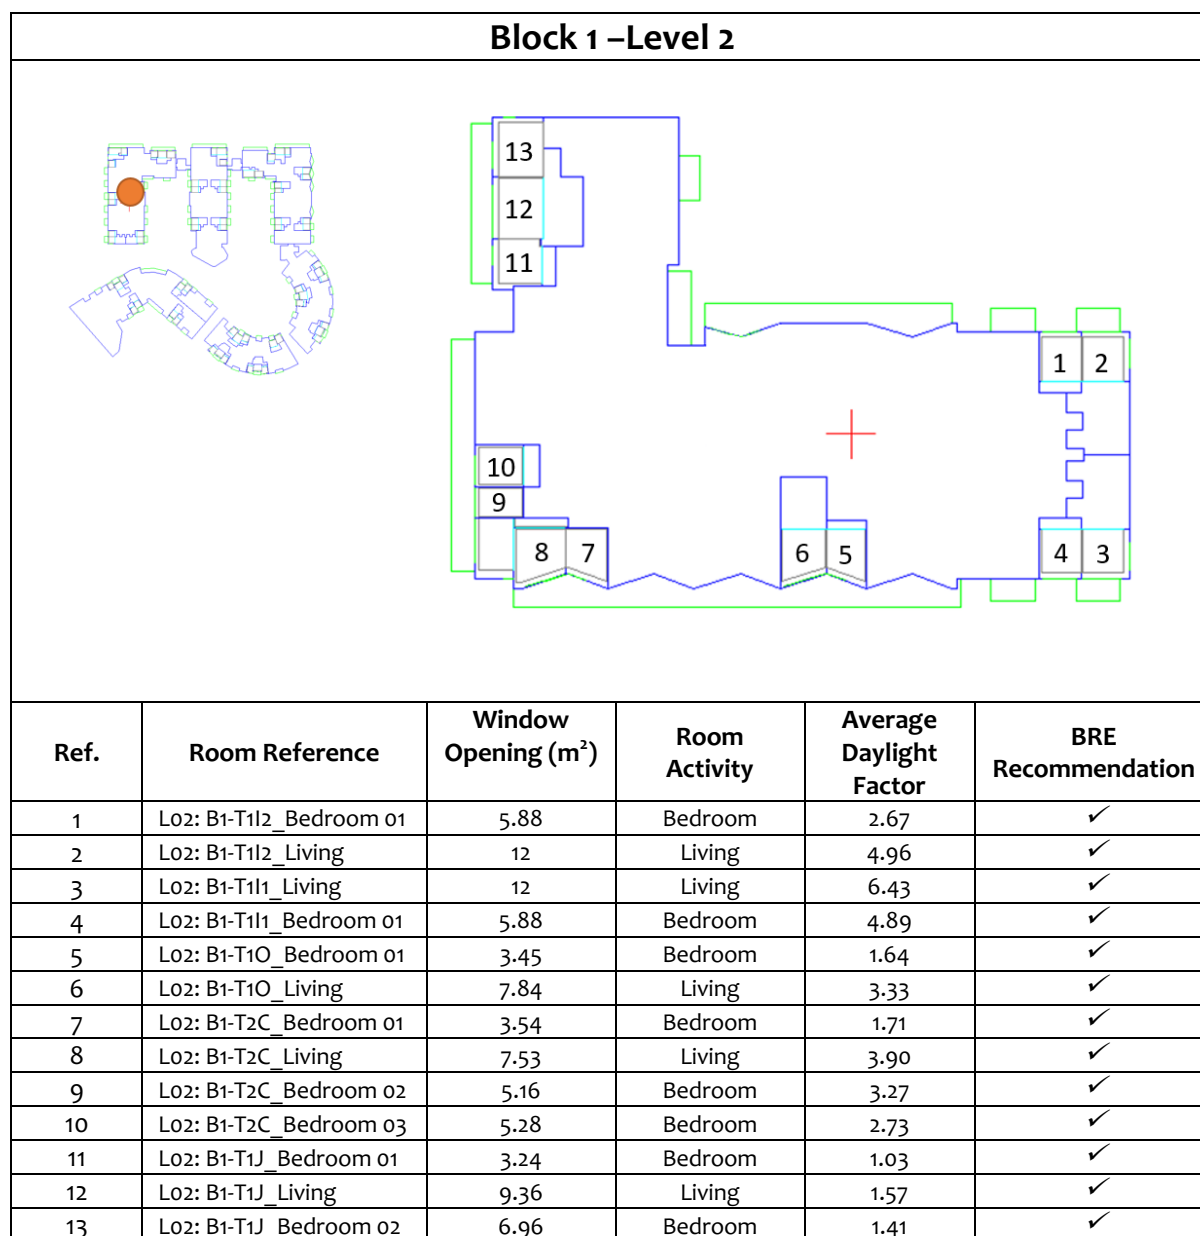 Block 1 –Level 2
13
12
11
1 2
10
9
8 7 6 5 4 3
Ref. Room Reference Window Opening (m²) Room Activity Average Daylight Factor BRE Recommendation
1 L02: B1-T1I2_Bedroom 01 5.88 Bedroom 2.67 ✓
2 L02: B1-T1I2_Living 12 Living 4.96 ✓
3 L02: B1-T1I1_Living 12 Living 6.43 ✓
4 L02: B1-T1I1_Bedroom 01 5.88 Bedroom 4.89 ✓
5 L02: B1-T1O_Bedroom 01 3.45 Bedroom 1.64 ✓
6 L02: B1-T1O_Living 7.84 Living 3.33 ✓
7 L02: B1-T2C_Bedroom 01 3.54 Bedroom 1.71 ✓
8 L02: B1-T2C_Living 7.53 Living 3.90 ✓
9 L02: B1-T2C_Bedroom 02 5.16 Bedroom 3.27 ✓
10 L02: B1-T2C_Bedroom 03 5.28 Bedroom 2.73 ✓
11 L02: B1-T1J_Bedroom 01 3.24 Bedroom 1.03 ✓
12 L02: B1-T1J_Living 9.36 Living 1.57 ✓
13 L02: B1-T1J_Bedroom 02 6.96 Bedroom 1.41 ✓